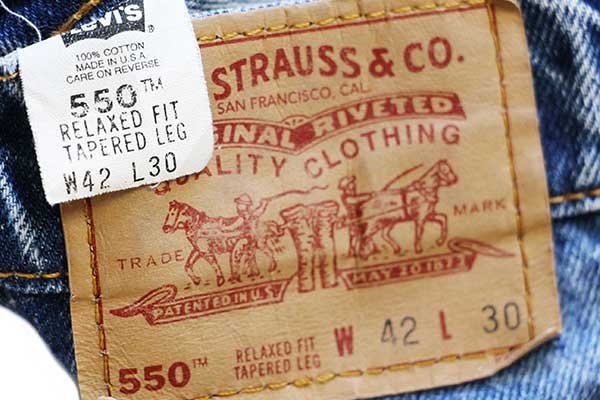 Levi's
100% COTTON
MADE IN U.S.A
CARE ON REVERSE
550™
RELAXED FIT
TAPERED LEG
W42 L30
STRAUSS & CO.
SAN FRANCISCO, CAL.
RIVETED
QUALITY CLOTHING
TRADE MARK
PATENTED IN U.S. MAY 20 1873
550™ RELAXED FIT W 42 L 30
TAPERED LEG